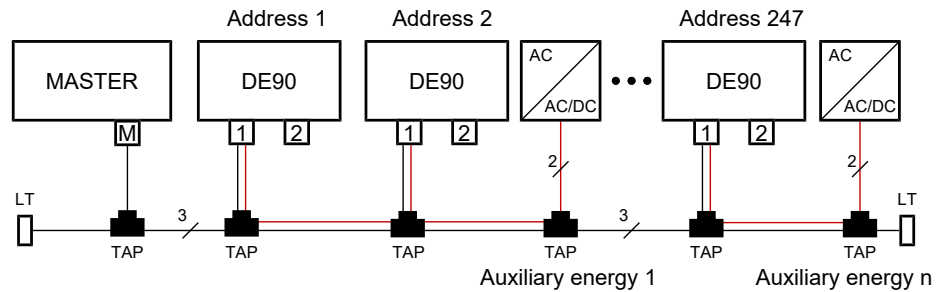 Address 1
Address 2
Address 247
MASTER
DE90
DE90
AC
AC/DC
DE90
AC
AC/DC
M
1
2
1
2
1
2
2
2
LT
3
3
LT
TAP
TAP
TAP
TAP
TAP
TAP
Auxiliary energy 1
Auxiliary energy n